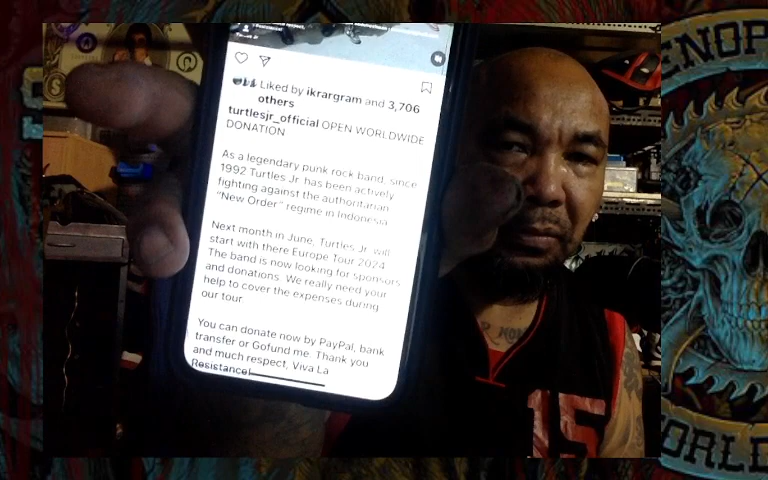 Liked by ikrargram and 3,706
others
turtlesjr_official OPEN WORLDWIDE
DONATION
As a legendary punk rock band, since
1992 Turtles Jr. has been actively
fighting against the authoritarian
"New Order" regime in Indonesia
Next month in June, Turtles Jr. will
start with there Europe Tour 2024.
The band is now looking for sponsors
and donations. We really need your
help to cover the expenses during
our tour.
You can donate now by PayPal, bank
transfer or Gofund me. Thank you
and much respect, Viva La
Resistance!
15
ENOP
ORLD